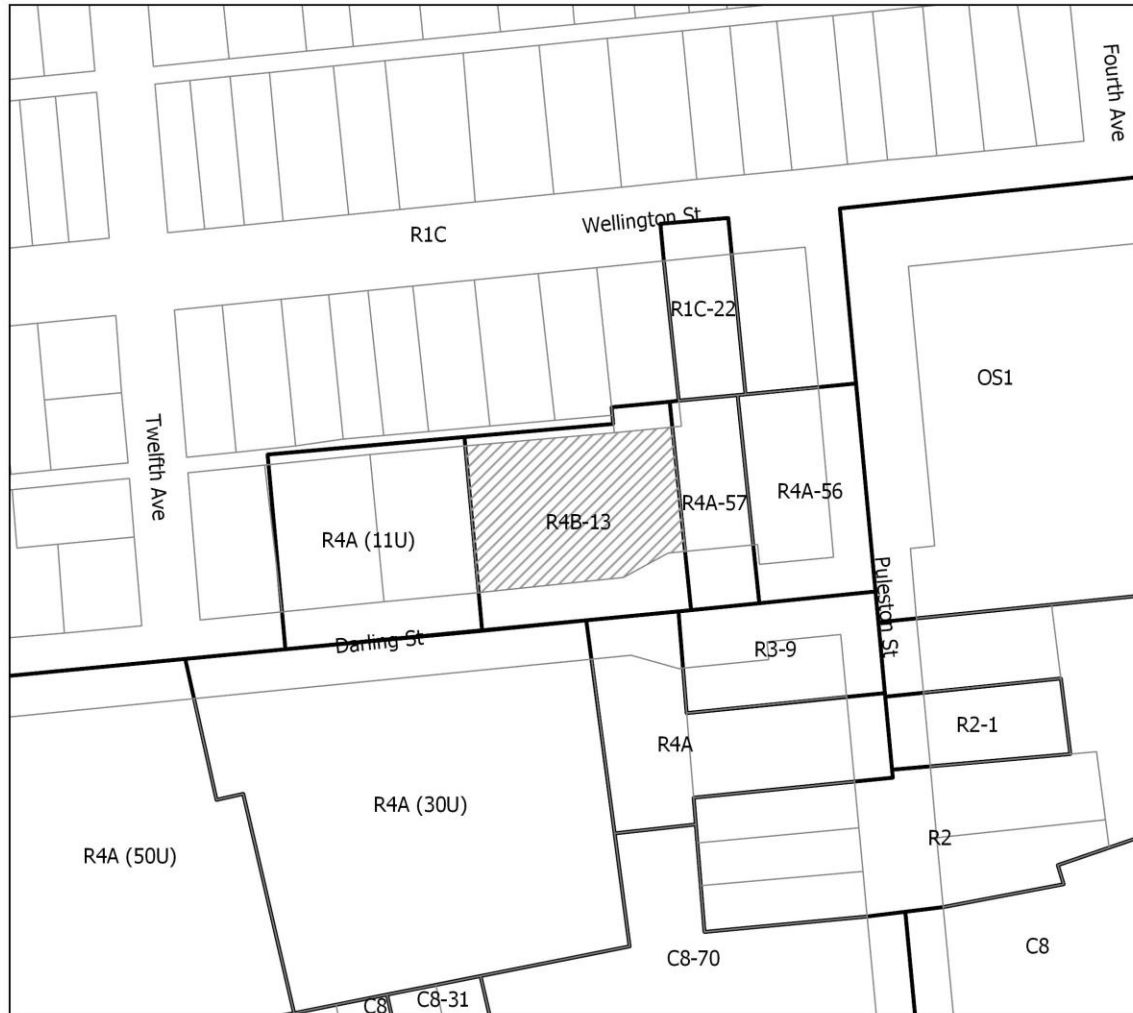 Fourth Ave
Wellington St
R1C
R1C-22
OS1
Twelfth Ave
R4A-56
R4A-57
R4B-13
R4A (11U)
Puleston St
Darling St
R3-9
R2-1
R4A
R4A (30U)
R2
R4A (50U)
C8-70
C8
C8-31
C8